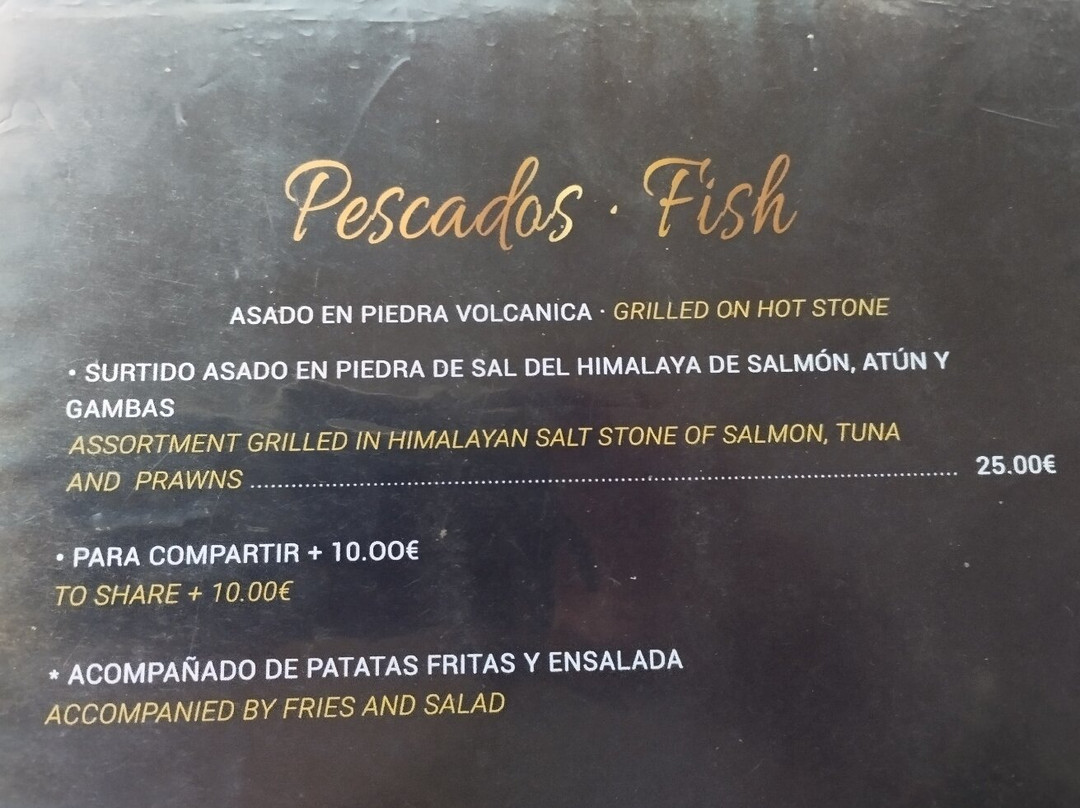 Pescados · Fish
ASADO EN PIEDRA VOLCANICA · GRILLED ON HOT STONE
• SURTIDO ASADO EN PIEDRA DE SAL DEL HIMALAYA DE SALMÓN, ATÚN Y
GAMBAS
ASSORTMENT GRILLED IN HIMALAYAN SALT STONE OF SALMON, TUNA
AND PRAWNS ........................................................................ 25.00€
• PARA COMPARTIR + 10.00€
TO SHARE + 10.00€
* ACOMPAÑADO DE PATATAS FRITAS Y ENSALADA
ACCOMPANIED BY FRIES AND SALAD